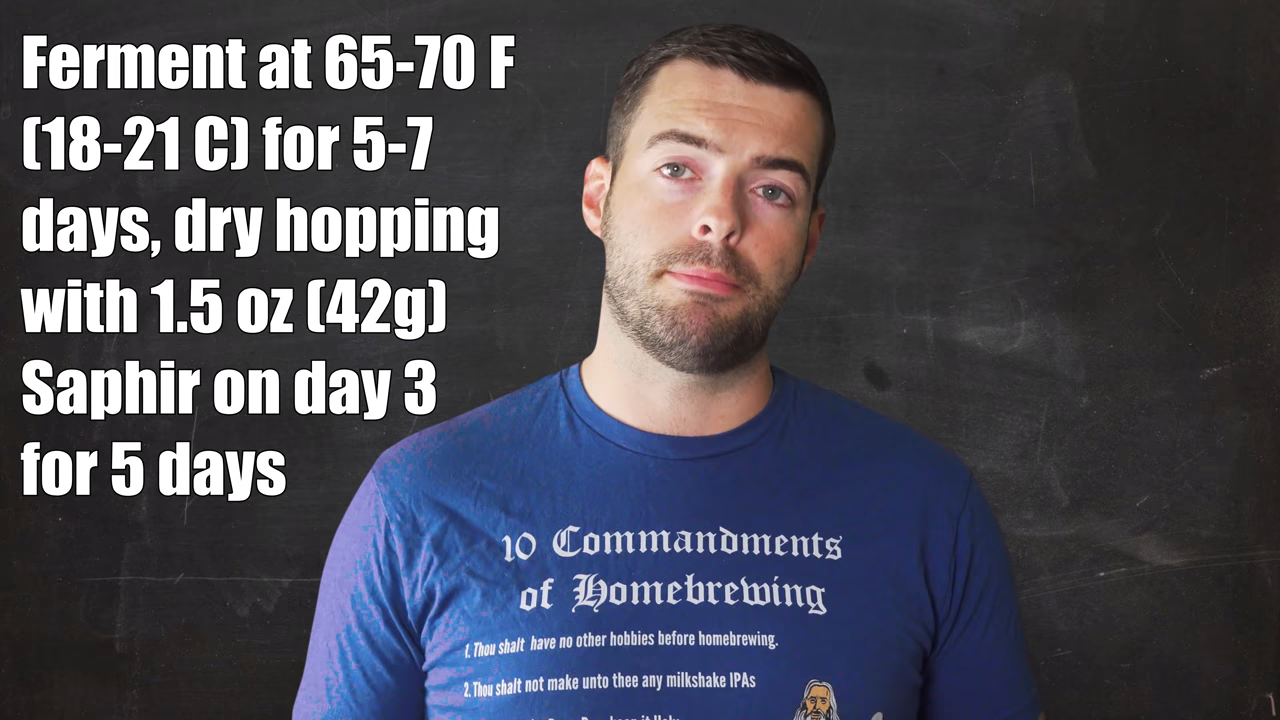 Ferment at 65-70 F
(18-21 C) for 5-7
days, dry hopping
with 1.5 oz (42g)
Saphir on day 3
for 5 days
10 Commandments
of Homebrewing
1. Thou shalt have no other hobbies before homebrewing.
2. Thou shalt not make unto thee any milkshake IPAs